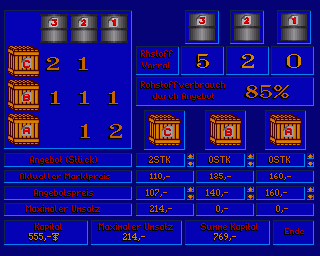 3 2 1 3 2 1
C 2 1
Rhstoff
Vorrat 5 2 0
B 1 1 1
Rohstoffverbrauch
durch Angebot 85%
A 1 2
C B A
Angebot (Stück) 2STK 0STK 0STK
Aktueller Marktpreis 110,- 135,- 160,-
Angebotspreis 107,- 140,- 160,-
Maximaler Umsatz 214,- 0,- 0,-
Kapital Maximaler Umsatz Summe Kapital Ende
555,- 214,- 769,-